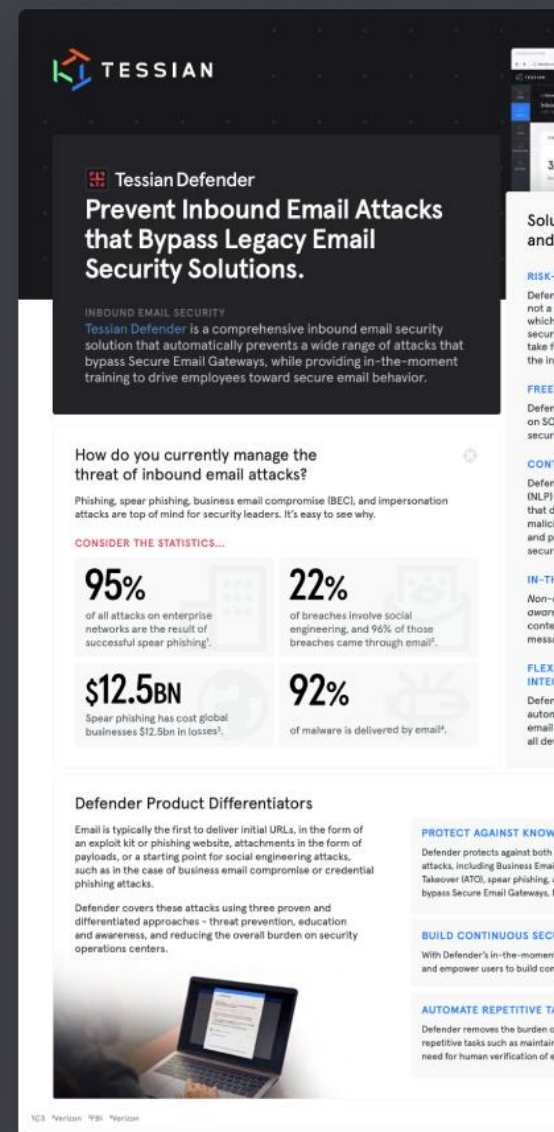 TESSIAN
Tessian Defender
Prevent Inbound Email Attacks
that Bypass Legacy Email
Security Solutions.
INBOUND EMAIL SECURITY
Tessian Defender is a comprehensive inbound email security
solution that automatically prevents a wide range of attacks that
bypass Secure Email Gateways, while providing in-the-moment
training to drive employees toward secure email behavior.
How do you currently manage the
threat of inbound email attacks?
Phishing, spear phishing, business email compromise (BEC), and impersonation
attacks are top of mind for security leaders. It's easy to see why.
CONSIDER THE STATISTICS...
95%
of all attacks on enterprise
networks are the result of
successful spear phishing¹.
22%
of breaches involve social
engineering, and 96% of those
breaches came through email².
$12.5BN
Spear phishing has cost global
businesses $12.5bn in losses³.
92%
of malware is delivered by email⁴.
Solu
and
RISK-
Defen
not a
which
securi
take f
the in
FREE
Defen
on SO
securi
CONT
Defen
(NLP)
that d
malici
and p
secur
IN-TH
Non-
awar
conte
messa
FLEX
INTEG
Defen
autom
email
all dev
Defender Product Differentiators
Email is typically the first to deliver initial URLs, in the form of
an exploit kit or phishing website, attachments in the form of
payloads, or a starting point for social engineering attacks,
such as in the case of business email compromise or credential
phishing attacks.
Defender covers these attacks using three proven and
differentiated approaches - threat prevention, education
and awareness, and reducing the overall burden on security
operations centers.
PROTECT AGAINST KNOW
Defender protects against both
attacks, including Business Emai
Takeover (ATO), spear phishing, a
bypass Secure Email Gateways,
BUILD CONTINUOUS SECU
With Defender's in-the-moment
and empower users to build con
AUTOMATE REPETITIVE TA
Defender removes the burden o
repetitive tasks such as maintain
need for human verification of e
¹IC3 ²Verizon ³FBI ⁴Verizon